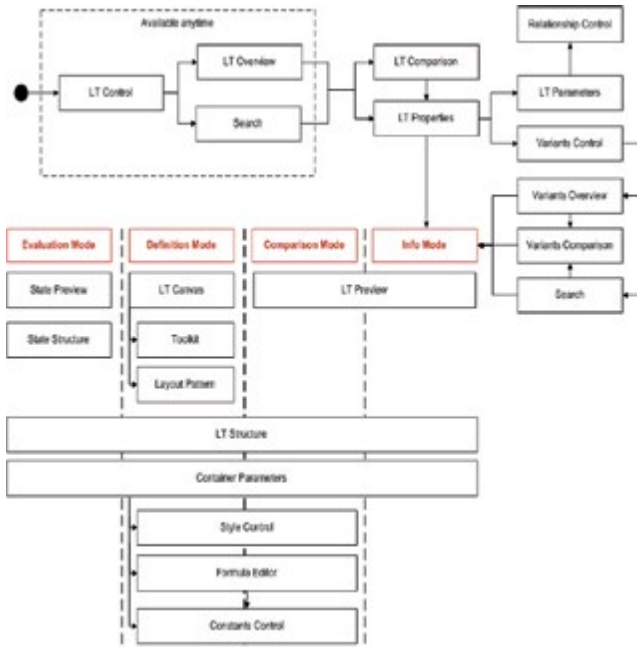 Available anytime
Relationship Control
LT Overview
LT Comparison
LT Control
LT Parameters
Search
LT Properties
Variants Control
Variants Overview
Evaluation Mode
Definition Mode
Comparison Mode
Info Mode
Variants Comparison
State Preview
LT Canvas
LT Preview
Search
State Structure
Toolkit
Layout Pattern
LT Structure
Container Parameters
Style Control
Formula Editor
Constants Control